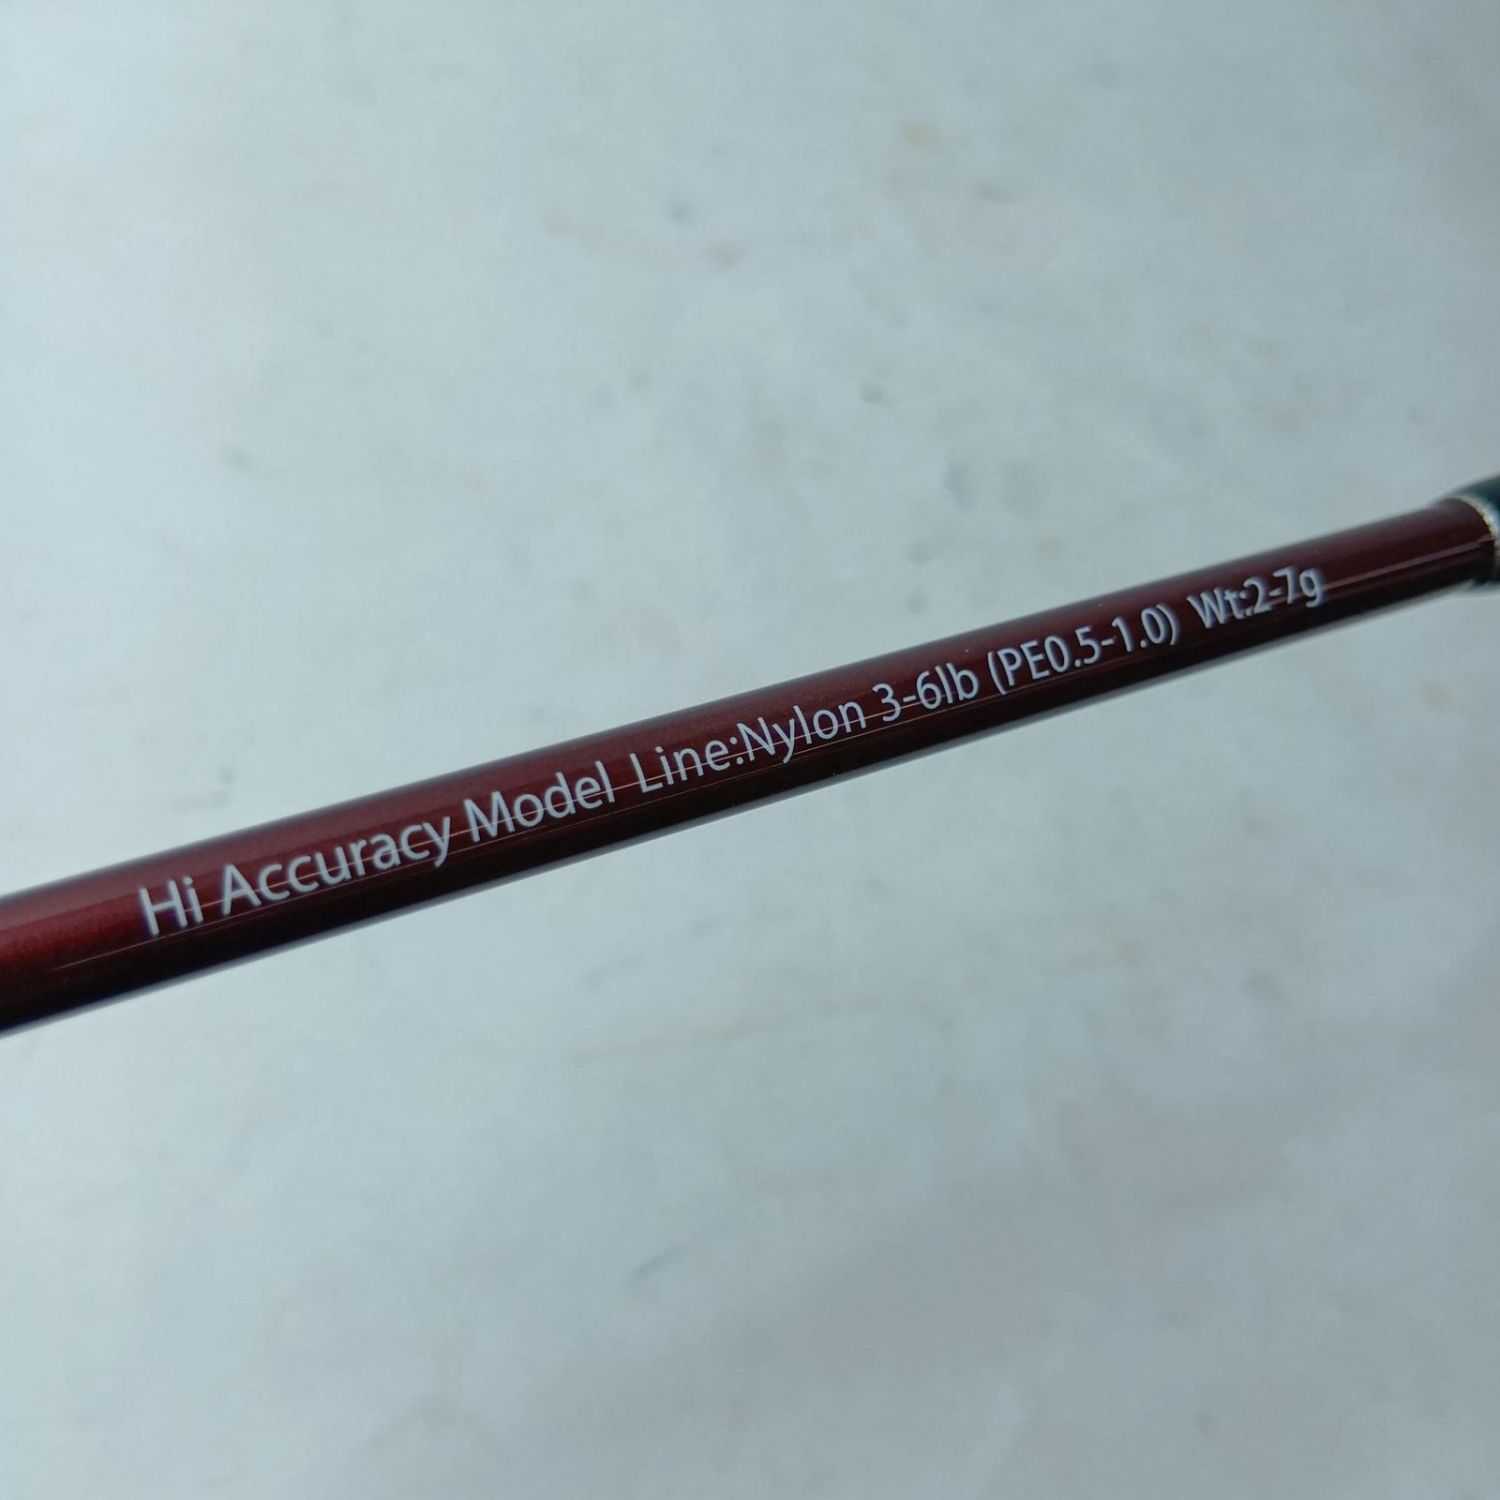 Hi Accuracy Model Line:Nylon 3-6lb (PE0.5-1.0) Wt:2-7g